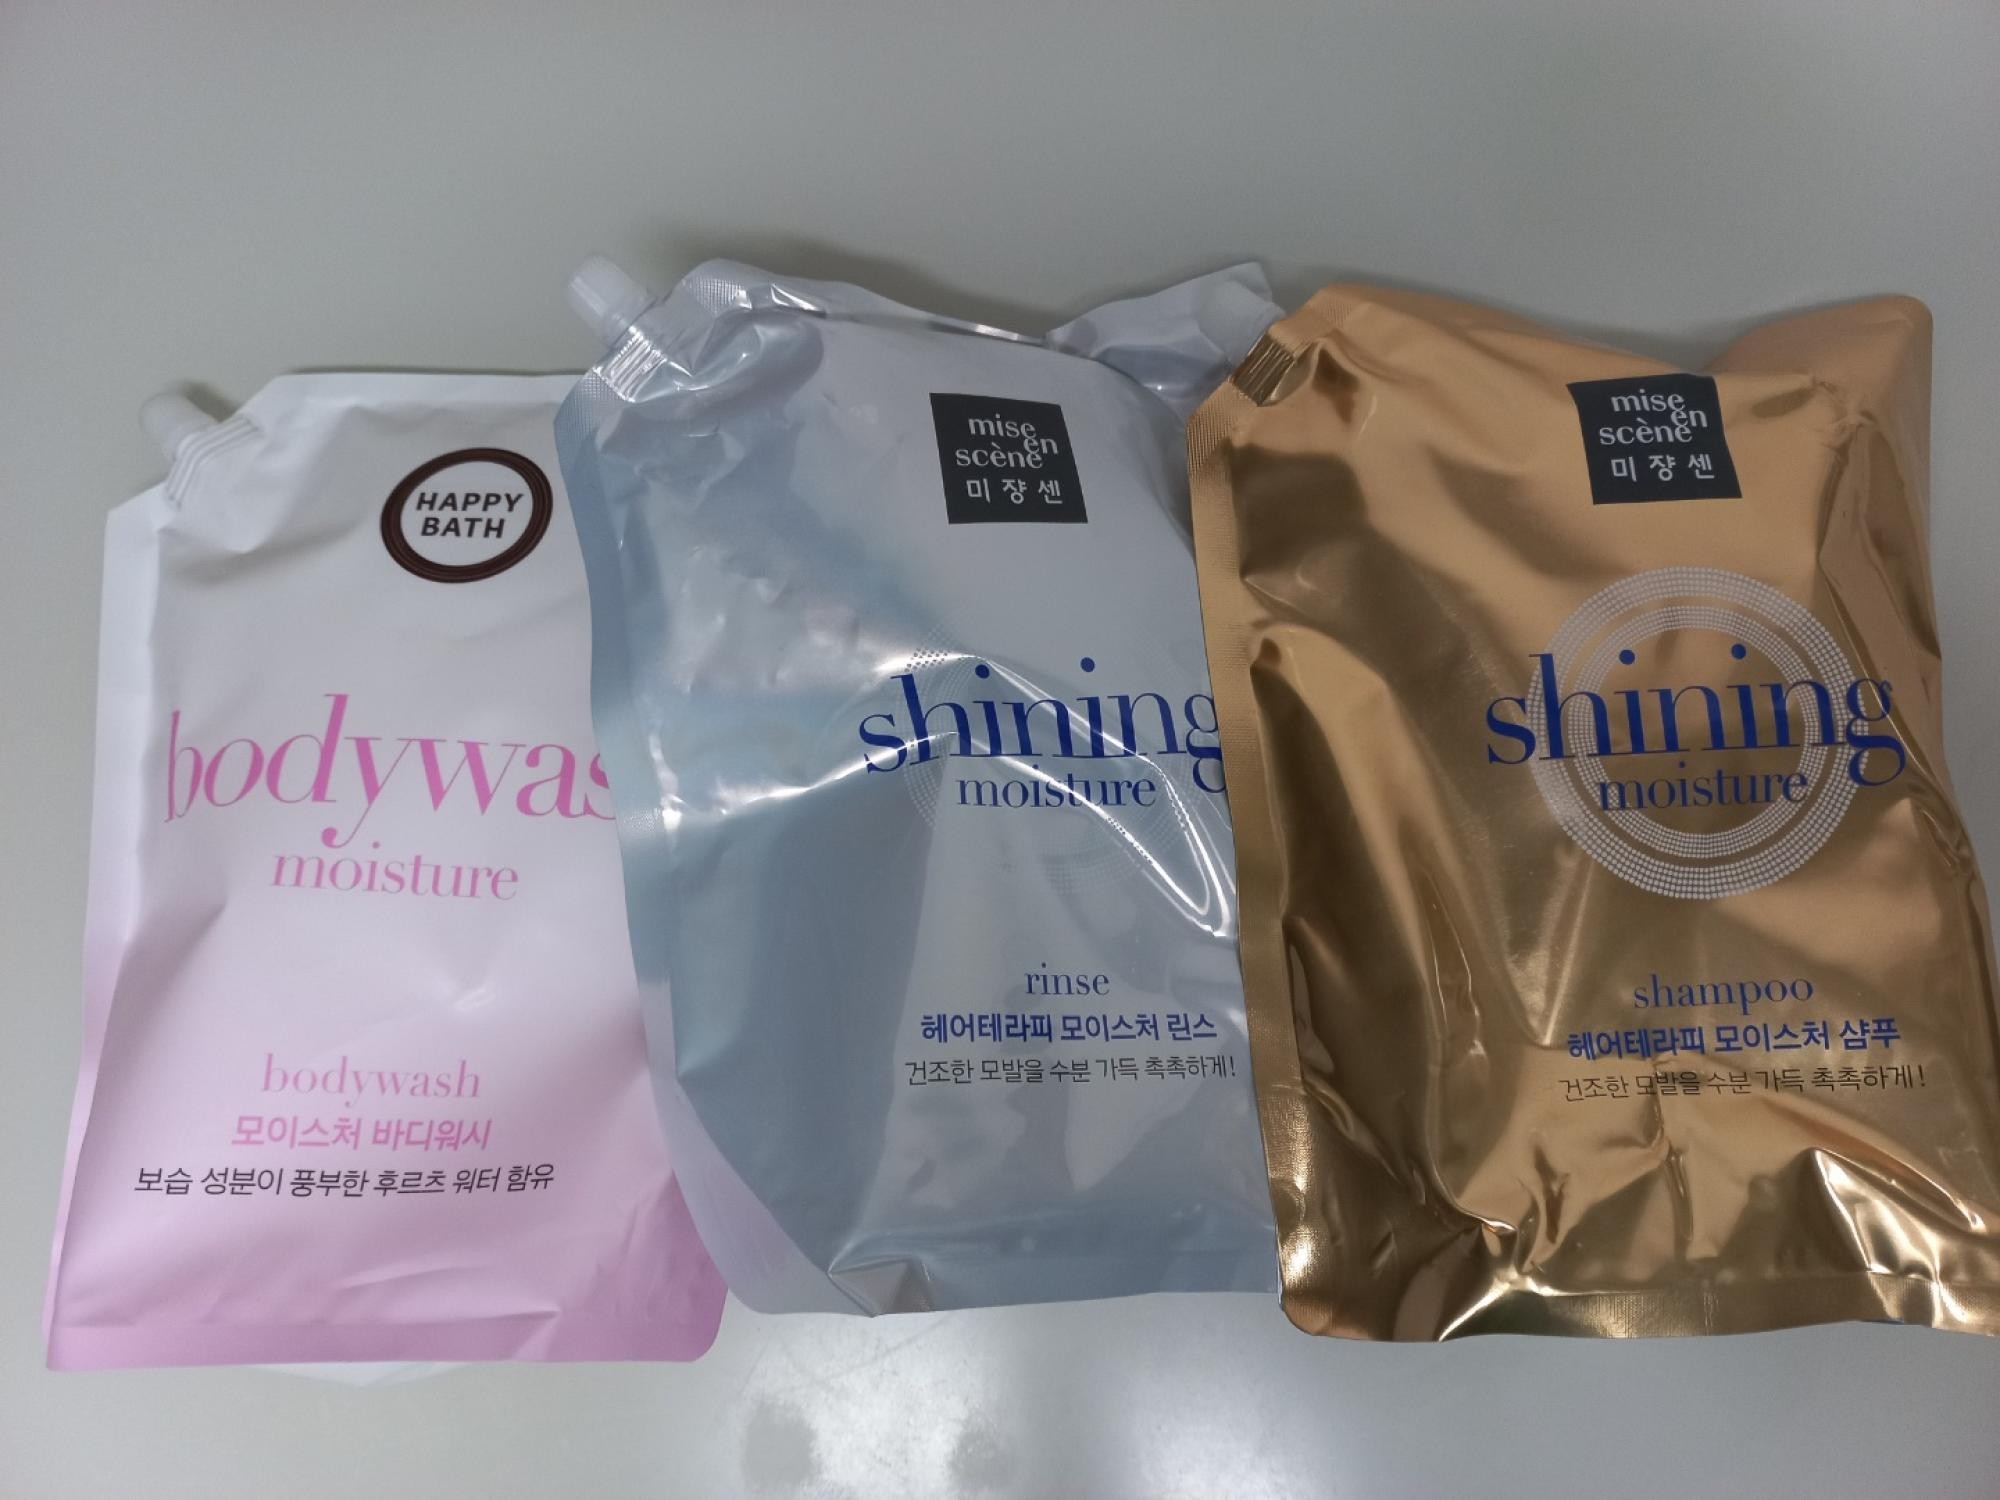 HAPPY
BATH
bodywas
moisture
bodywash
모이스처 바디워시
보습 성분이 풍부한 후르츠 워터 함유
mise
en
scène
미쟝센
shining
moisture
rinse
헤어테라피 모이스처 린스
건조한 모발을 수분 가득 촉촉하게!
mise
en
scène
미쟝센
shining
moisture
shampoo
헤어테라피 모이스처 샴푸
건조한 모발을 수분 가득 촉촉하게!